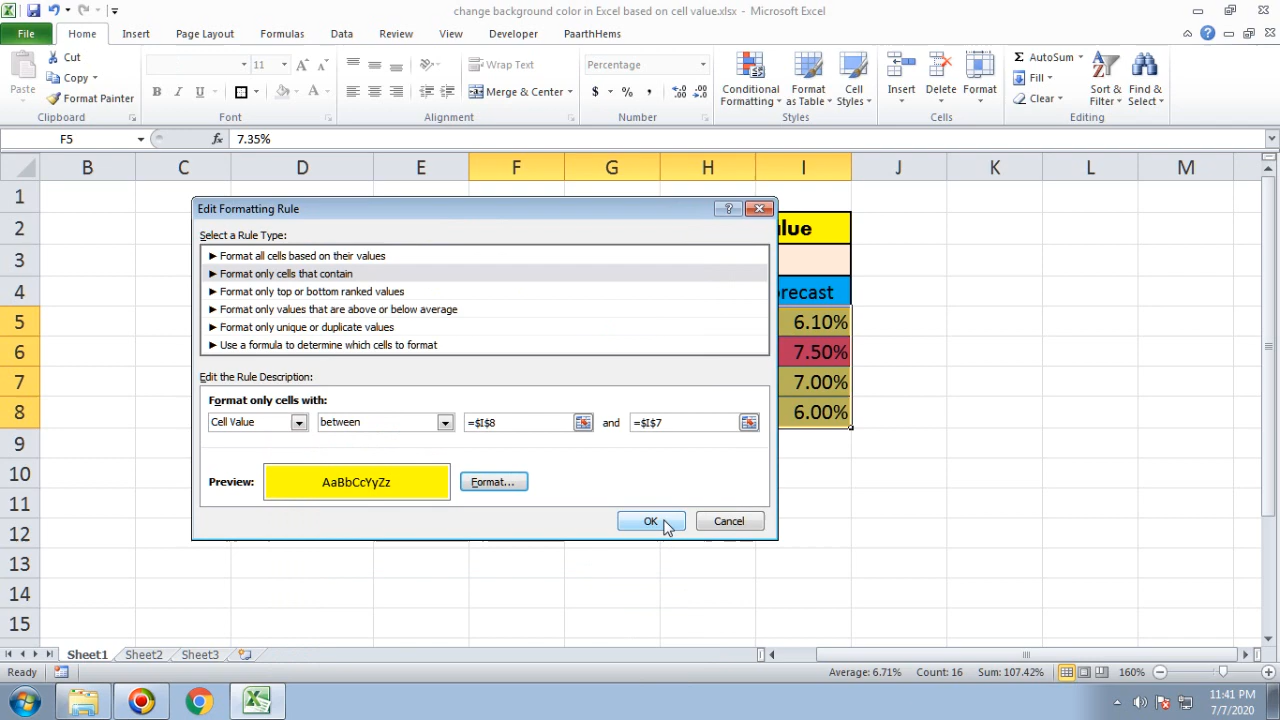 change background color in Excel based on cell value.xlsx - Microsoft Excel
File Home Insert Page Layout Formulas Data Review View Developer PaarthHems
Paste
Cut
Copy
Format Painter
Clipboard
11 A A
B I U A
Font
Wrap Text
Merge & Center
Alignment
Percentage
$ % ,
Number
Conditional Formatting
Format as Table
Cell Styles
Styles
Insert
Delete
Format
Cells
Σ AutoSum
Fill
Clear
Sort & Filter
Find & Select
Editing
F5 fx 7.35%
B C D E F G H I J K L M
1
2 lue
3
4 recast
5 6.10%
6 7.50%
7 7.00%
8 6.00%
9
10
11
12
13
14
15
Edit Formatting Rule
Select a Rule Type:
► Format all cells based on their values
► Format only cells that contain
► Format only top or bottom ranked values
► Format only values that are above or below average
► Format only unique or duplicate values
► Use a formula to determine which cells to format
Edit the Rule Description:
Format only cells with:
Cell Value between =$I$8 and =$I$7
Preview: AaBbCcYyZz Format...
OK Cancel
Sheet1 Sheet2 Sheet3
Ready Average: 6.71% Count: 16 Sum: 107.42% 160%
11:41 PM
7/7/2020